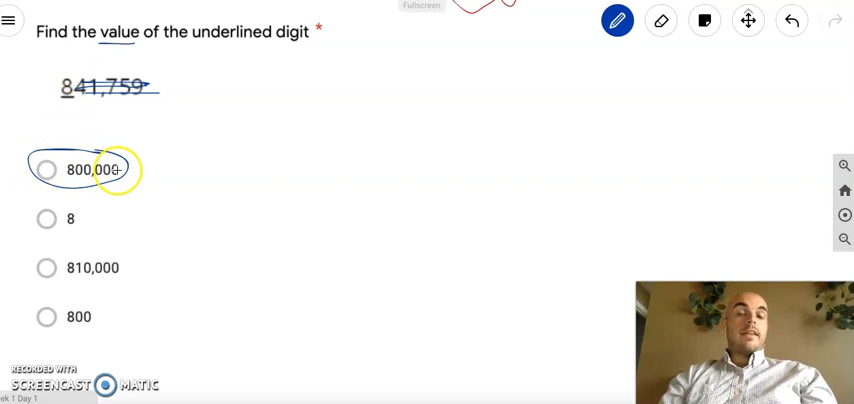 Fullscreen
Find the value of the underlined digit *
841,759
800,000
8
810,000
800
RECORDED WITH
SCREENCAST MATIC
ek 1 Day 1